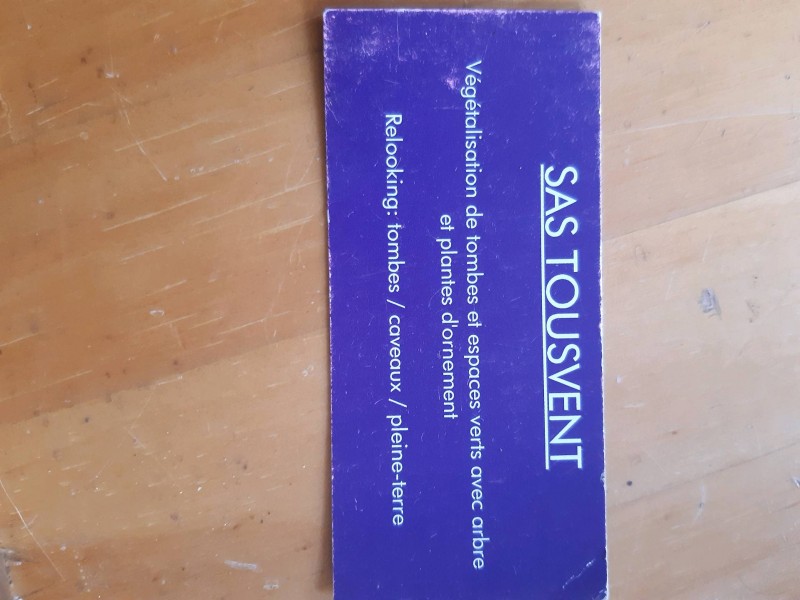 SAS TOUSVENT
Végétalisation de tombes et espaces verts avec arbre
et plantes d'ornement
Relooking: tombes / caveaux / pleine-terre